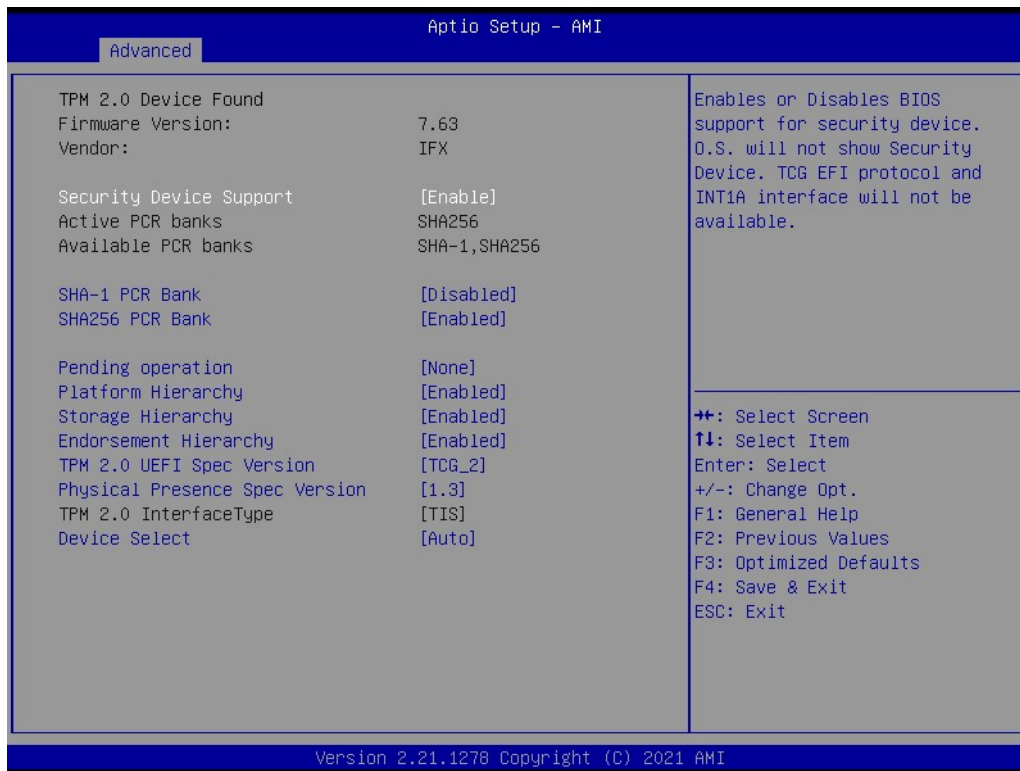 Aptio Setup – AMI
Advanced
TPM 2.0 Device Found
Firmware Version: 7.63
Vendor: IFX
Security Device Support [Enable]
Active PCR banks SHA256
Available PCR banks SHA-1,SHA256
SHA-1 PCR Bank [Disabled]
SHA256 PCR Bank [Enabled]
Pending operation [None]
Platform Hierarchy [Enabled]
Storage Hierarchy [Enabled]
Endorsement Hierarchy [Enabled]
TPM 2.0 UEFI Spec Version [TCG_2]
Physical Presence Spec Version [1.3]
TPM 2.0 InterfaceType [TIS]
Device Select [Auto]
Enables or Disables BIOS
support for security device.
O.S. will not show Security
Device. TCG EFI protocol and
INT1A interface will not be
available.
→←: Select Screen
↑↓: Select Item
Enter: Select
+/-: Change Opt.
F1: General Help
F2: Previous Values
F3: Optimized Defaults
F4: Save & Exit
ESC: Exit
Version 2.21.1278 Copyright (C) 2021 AMI